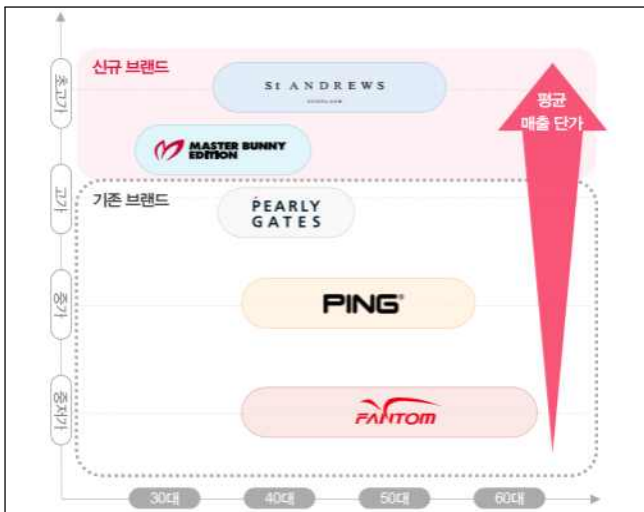 신규 브랜드
초고가
St ANDREWS
평균
매출 단가
MASTER BUNNY
EDITION
고가
기존 브랜드
PEARLY
GATES
중가
PING
중저가
FANTOM
30대
40대
50대
60대